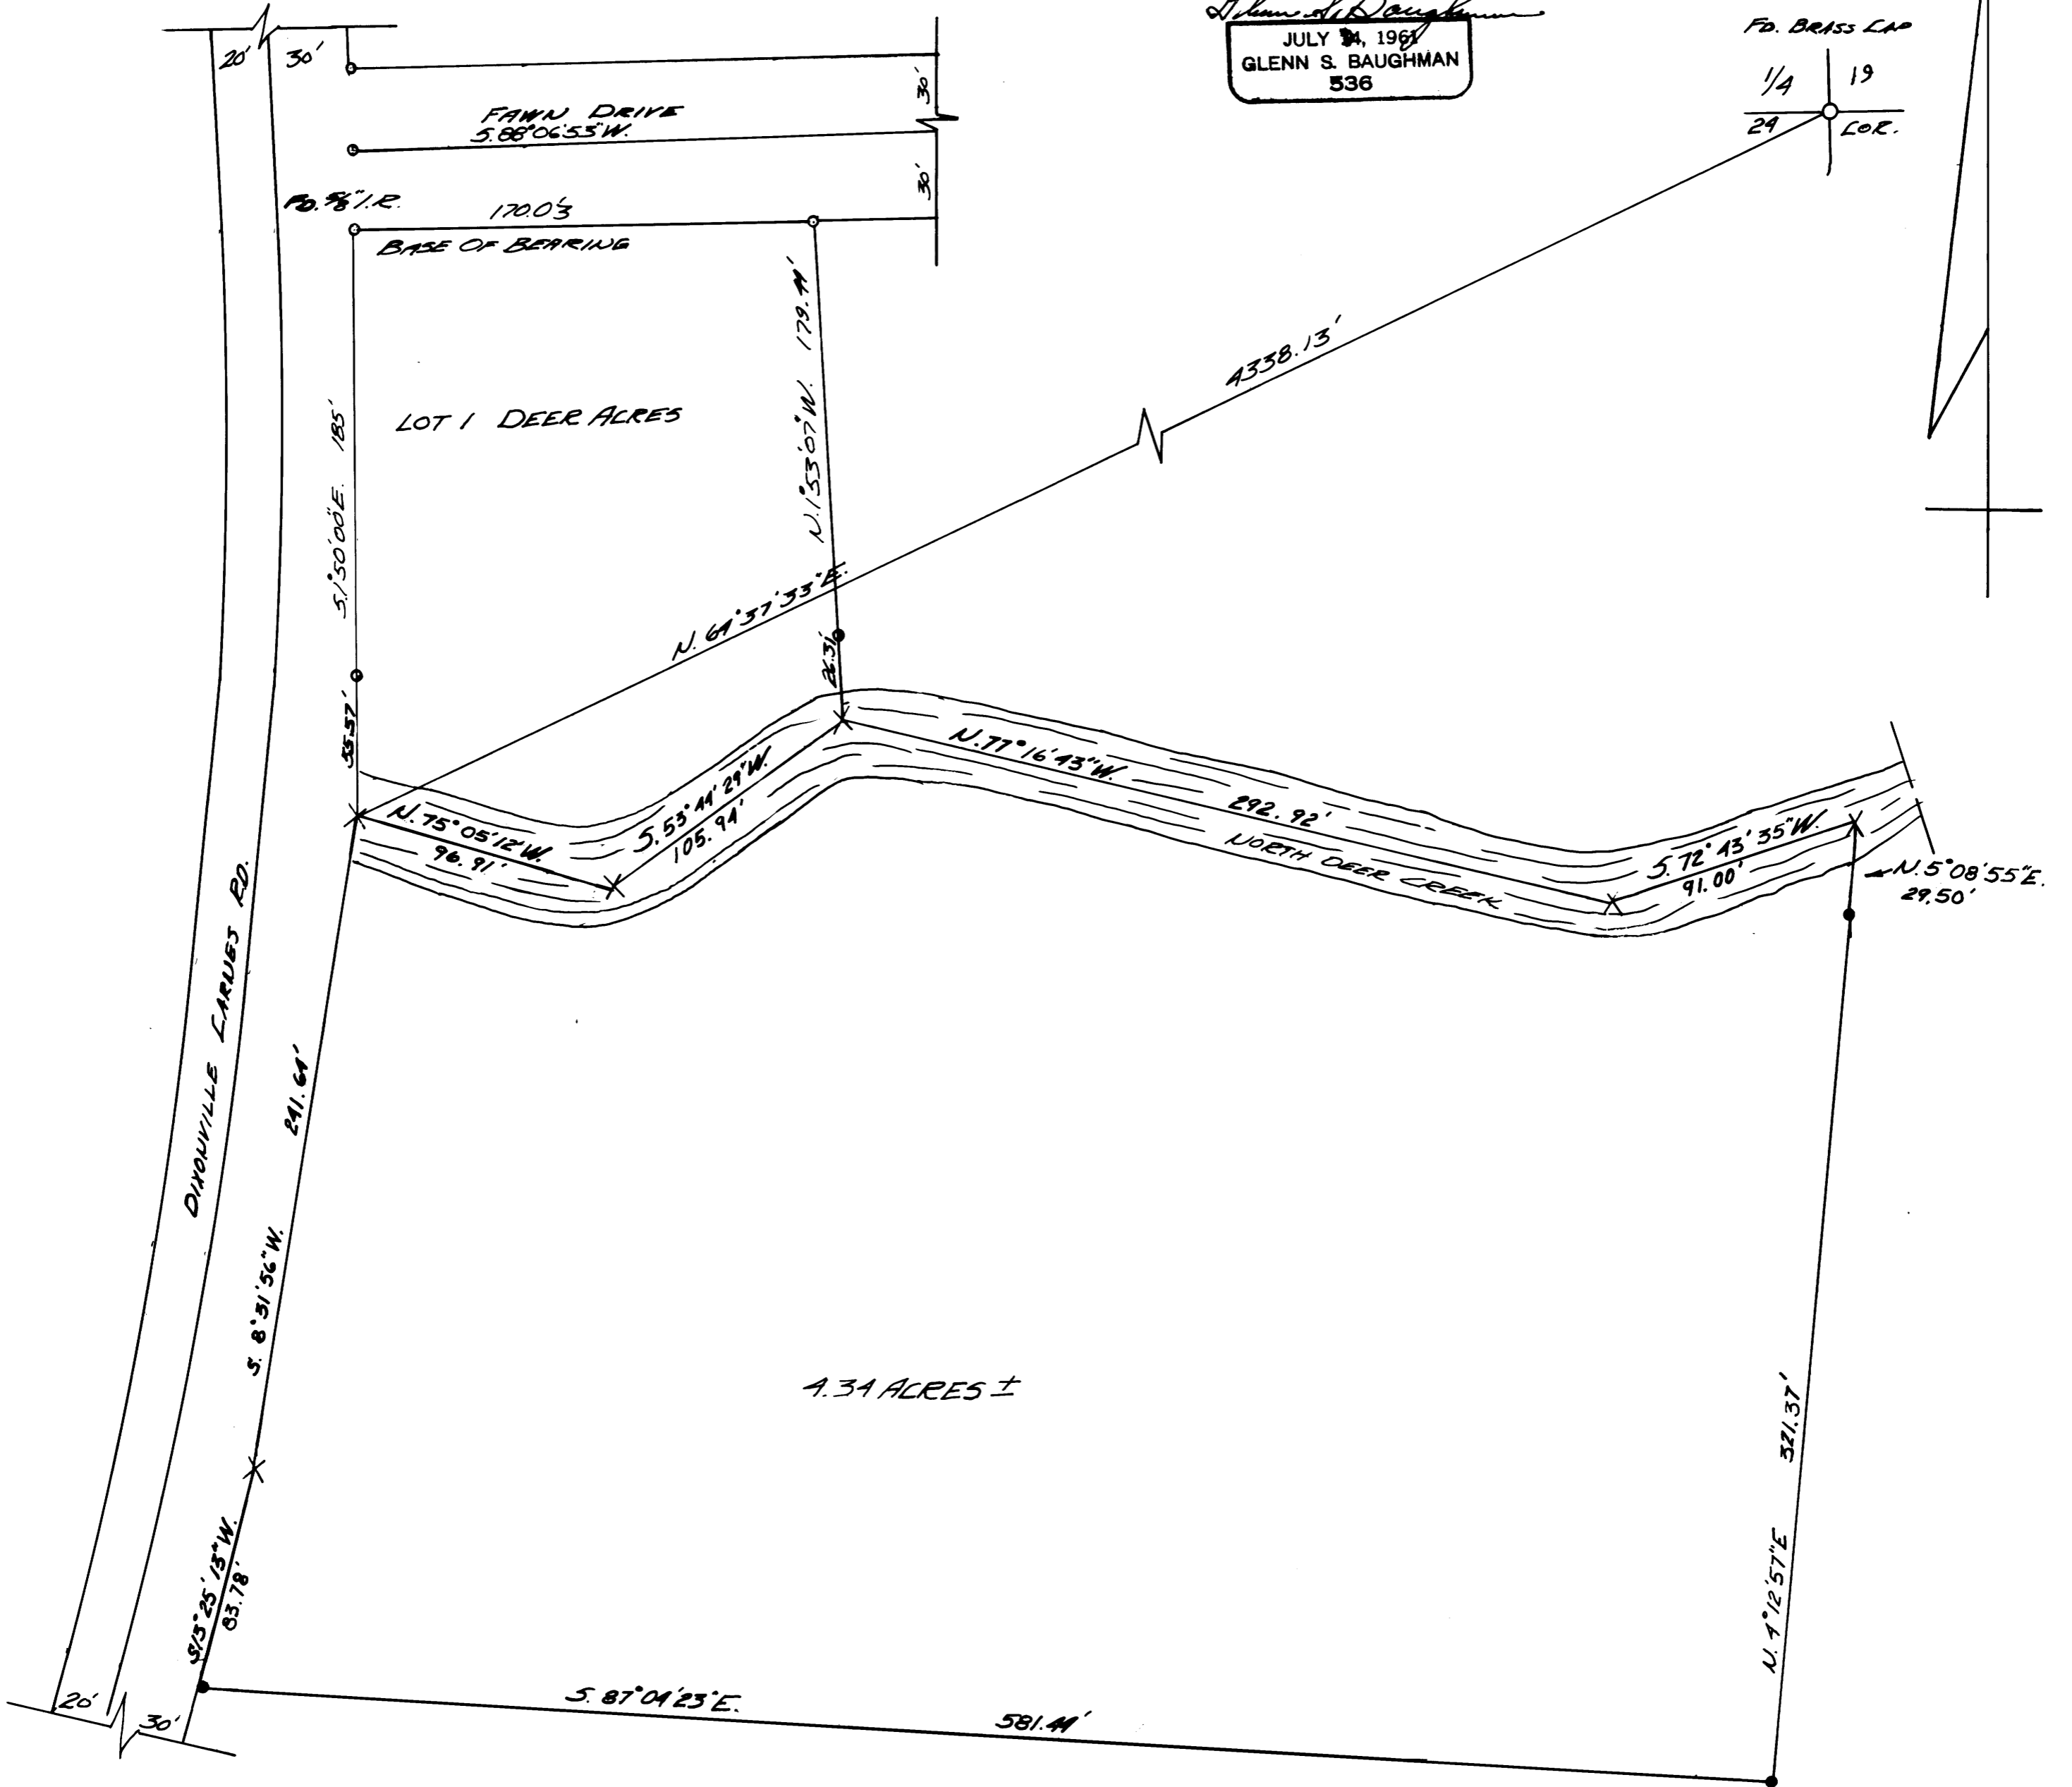 JULY 14, 1961
GLENN S. BAUGHMAN
536
FD. BRASS CAP
1/4 19
24 COR.
20' 30'
FAWN DRIVE
S.88°06'53"W.
30'
30'
FD. 5/8" I.R.
170.03'
BASE OF BEARING
LOT 1 DEER ACRES
S.1°50'00"E. 185'
N.1°53'07"W. 179.41'
4338.13'
N. 64°37'33"E.
26.31'
55.57'
N.75°05'12"W.
96.91'
S.53°44'29"W.
105.94'
N.77°16'43"W.
292.92'
NORTH DEER CREEK
S.72°43'35"W.
91.00'
N.5°08'55"E.
29.50'
DIXONVILLE CARNES RD.
241.64'
S. 8°31'56"W.
4.34 ACRES ±
321.37'
N. 4°12'57"E
S13°25'13"W.
83.78'
20' 30'
S. 87°04'23"E.
581.44'